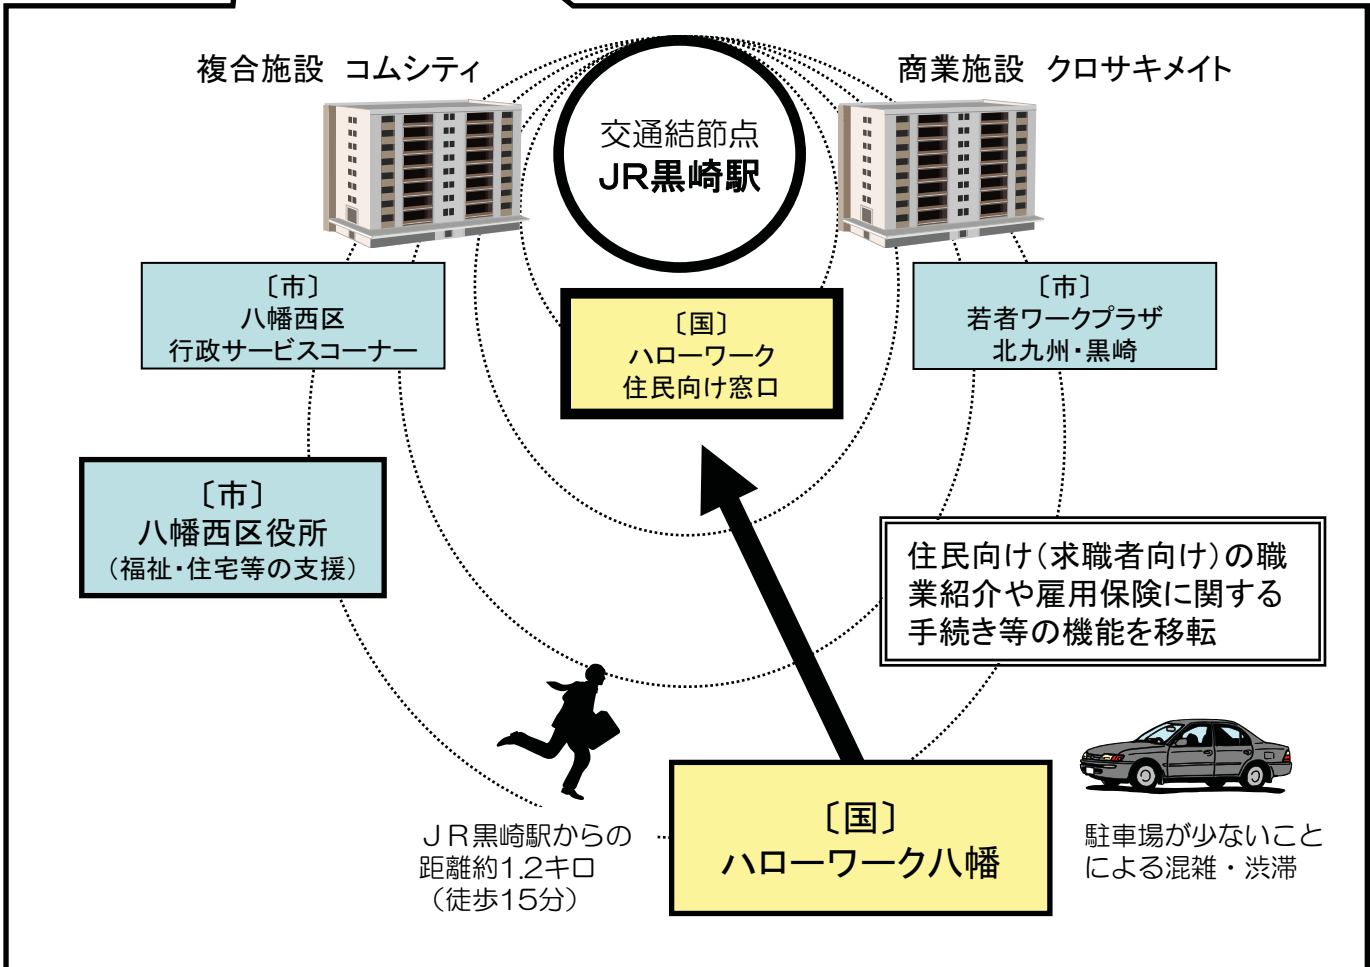 複合施設 コムシティ
商業施設 クロサキメイト
交通結節点
JR黒崎駅
〔市〕
八幡西区
行政サービスコーナー
〔国〕
ハローワーク
住民向け窓口
〔市〕
若者ワークプラザ
北九州・黒崎
〔市〕
八幡西区役所
（福祉・住宅等の支援）
住民向け（求職者向け）の職
業紹介や雇用保険に関する
手続き等の機能を移転
ＪＲ黒崎駅からの
距離約1.2キロ
（徒歩15分）
〔国〕
ハローワーク八幡
駐車場が少ないこと
による混雑・渋滞